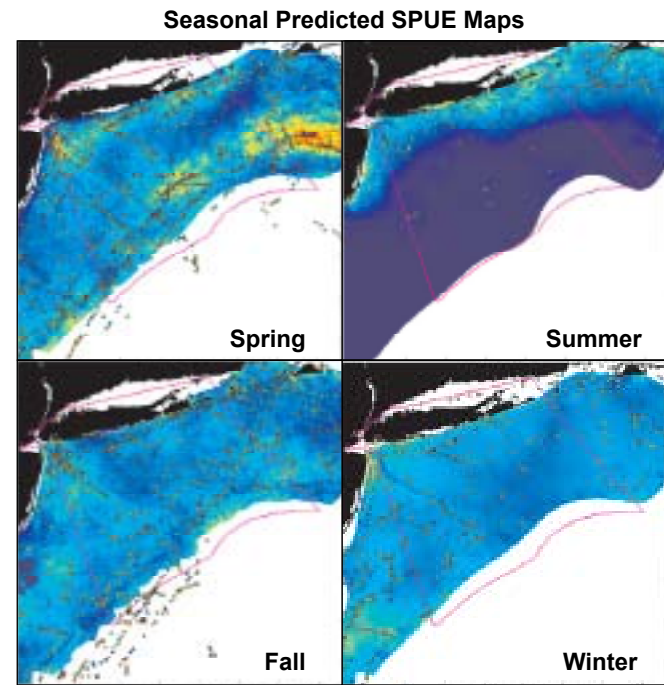 Seasonal Predicted SPUE Maps
Spring
Summer
Fall
Winter